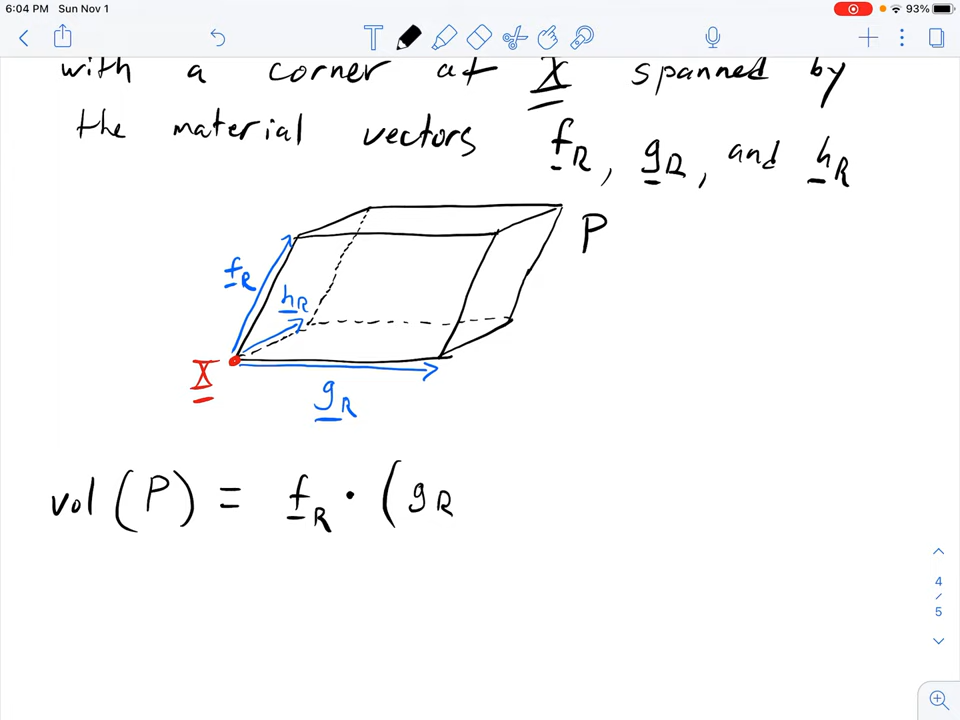 6:04 PM Sun Nov 1 93%
T
with a corner at X spanned by
the material vectors f_R, g_R, and h_R
P
f_R
h_R
X
g_R
vol (P) = f_R · (g_R
4
/
5